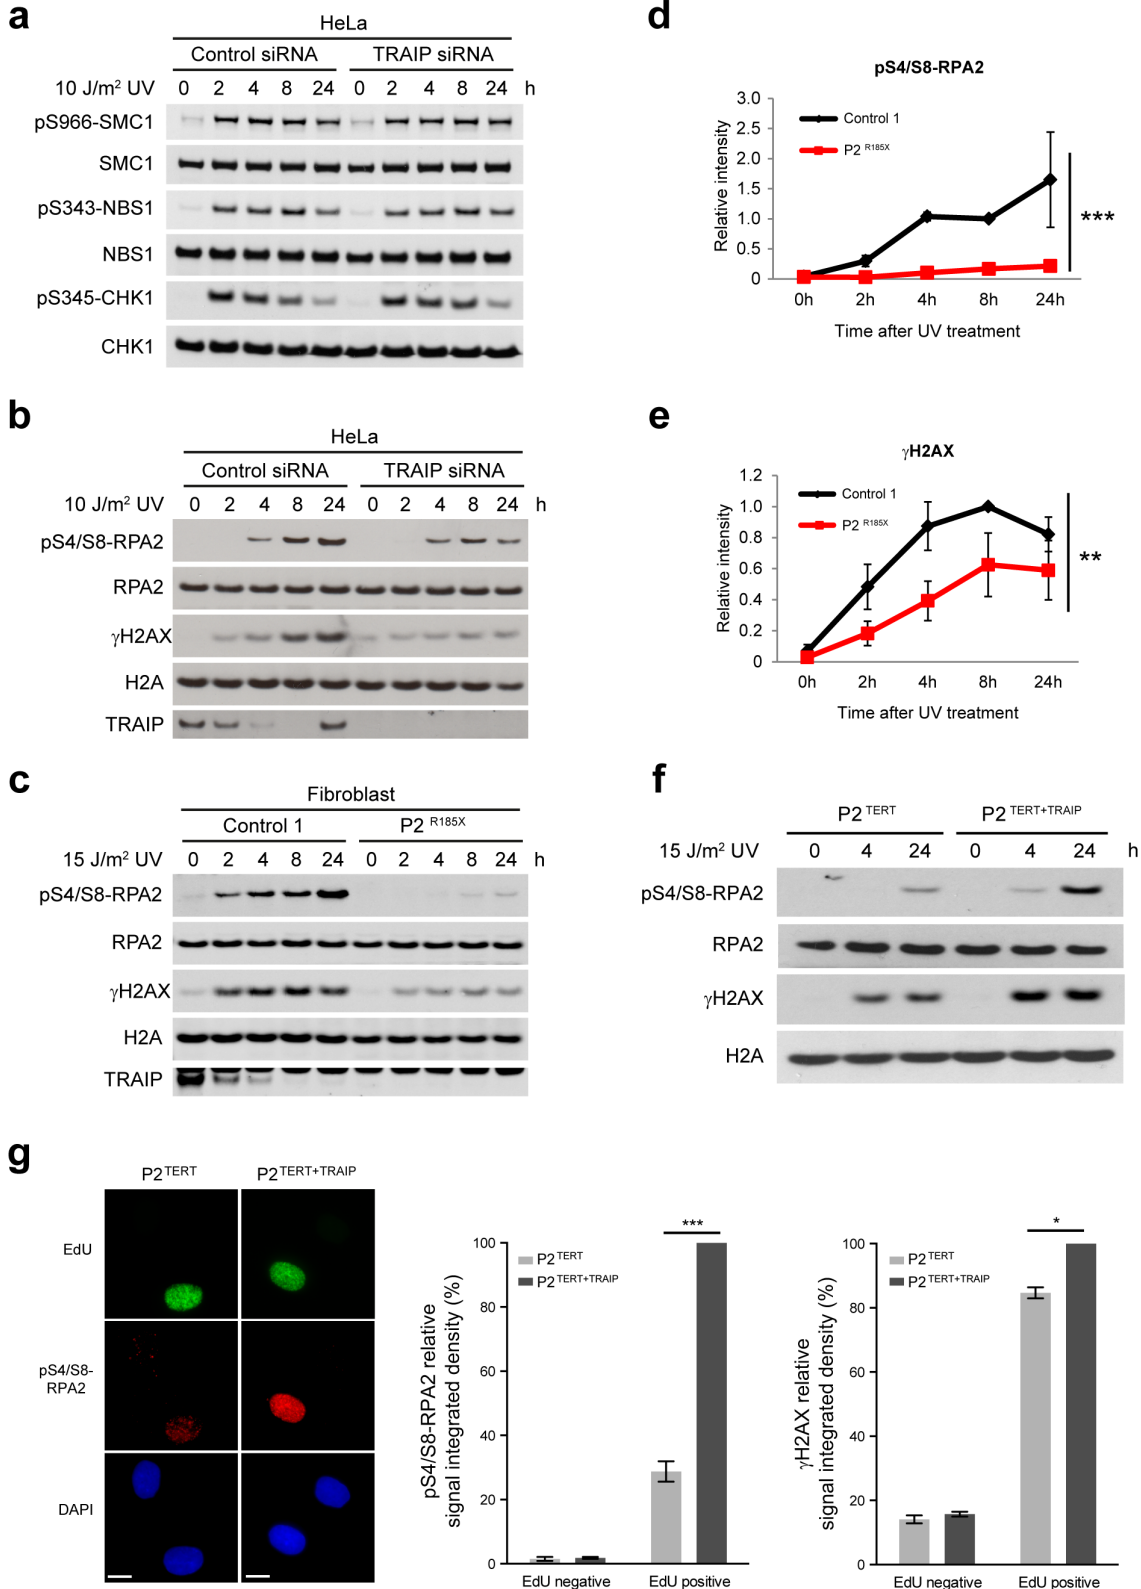 a
HeLa
Control siRNA TRAIP siRNA
10 J/m² UV 0 2 4 8 24 0 2 4 8 24 h
pS966-SMC1
SMC1
pS343-NBS1
NBS1
pS345-CHK1
CHK1
b
HeLa
Control siRNA TRAIP siRNA
10 J/m² UV 0 2 4 8 24 0 2 4 8 24 h
pS4/S8-RPA2
RPA2
γH2AX
H2A
TRAIP
c
Fibroblast
Control 1 P2 R185X
15 J/m² UV 0 2 4 8 24 0 2 4 8 24 h
pS4/S8-RPA2
RPA2
γH2AX
H2A
TRAIP
d
pS4/S8-RPA2
Relative intensity
3.0
2.5
2.0
1.5
1.0
0.5
0
Control 1
P2 R185X
***
0h 2h 4h 8h 24h
Time after UV treatment
e
γH2AX
Relative intensity
1.2
1.0
0.8
0.6
0.4
0.2
0
Control 1
P2 R185X
**
0h 2h 4h 8h 24h
Time after UV treatment
f
P2 TERT P2 TERT+TRAIP
15 J/m² UV 0 4 24 0 4 24 h
pS4/S8-RPA2
RPA2
γH2AX
H2A
g
P2 TERT P2 TERT+TRAIP
EdU
pS4/S8-
RPA2
DAPI
pS4/S8-RPA2 relative
signal integrated density (%)
100
80
60
40
20
0
P2 TERT
P2 TERT+TRAIP
***
EdU negative EdU positive
γH2AX relative
signal integrated density (%)
100
80
60
40
20
0
P2 TERT
P2 TERT+TRAIP
*
EdU negative EdU positive